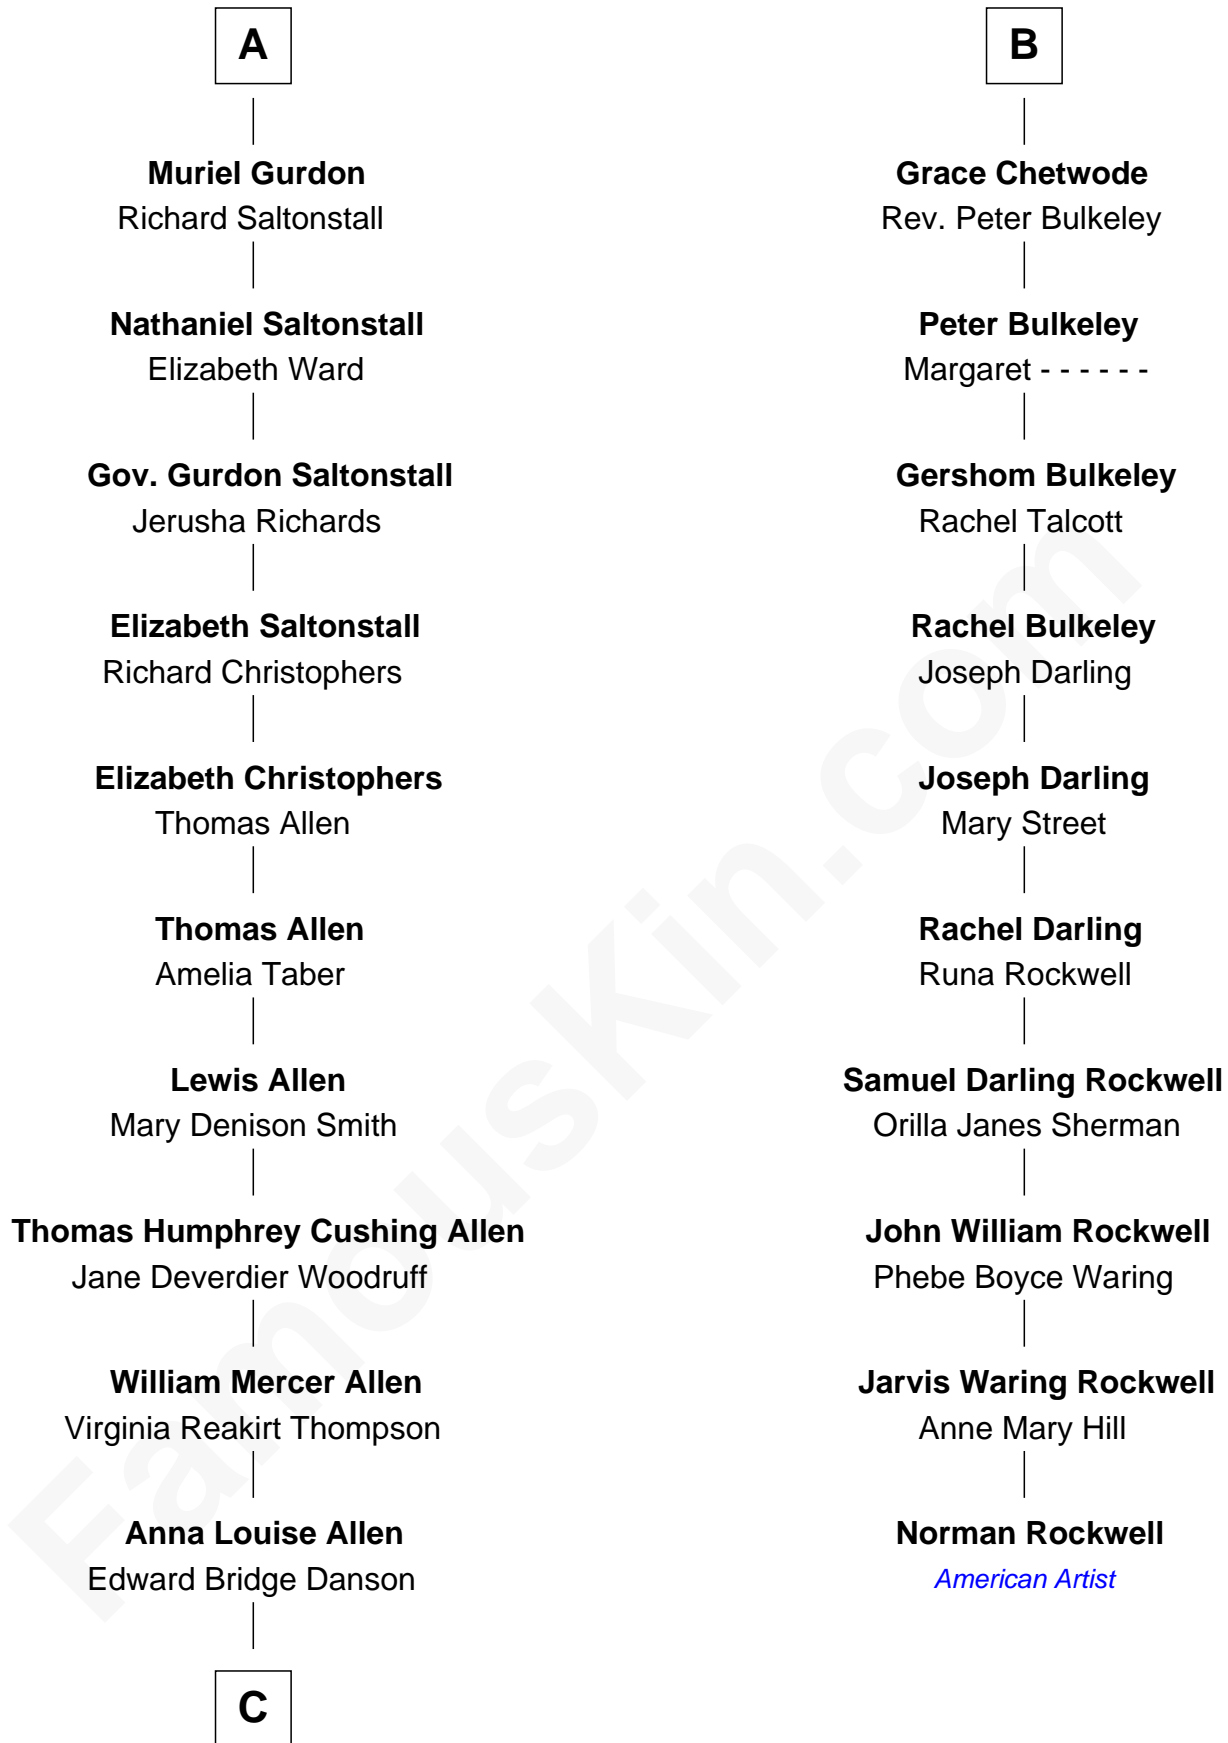 A
Muriel Gurdon
Richard Saltonstall
Nathaniel Saltonstall
Elizabeth Ward
Gov. Gurdon Saltonstall
Jerusha Richards
Elizabeth Saltonstall
Richard Christophers
Elizabeth Christophers
Thomas Allen
Thomas Allen
Amelia Taber
Lewis Allen
Mary Denison Smith
Thomas Humphrey Cushing Allen
Jane Deverdier Woodruff
William Mercer Allen
Virginia Reakirt Thompson
Anna Louise Allen
Edward Bridge Danson
C
B
Grace Chetwode
Rev. Peter Bulkeley
Peter Bulkeley
Margaret - - - - - -
Gershom Bulkeley
Rachel Talcott
Rachel Bulkeley
Joseph Darling
Joseph Darling
Mary Street
Rachel Darling
Runa Rockwell
Samuel Darling Rockwell
Orilla Janes Sherman
John William Rockwell
Phebe Boyce Waring
Jarvis Waring Rockwell
Anne Mary Hill
Norman Rockwell
American Artist
FamousKin.com